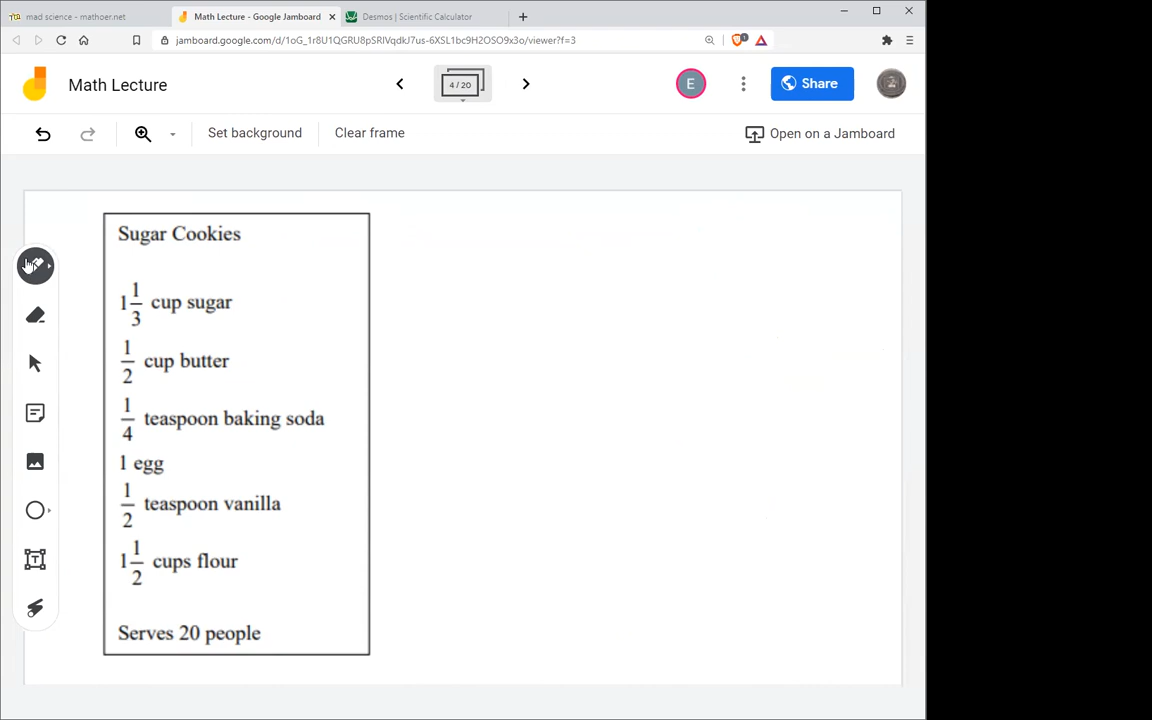 mad science - mathoer.net
Math Lecture - Google Jamboard
Desmos | Scientific Calculator
jamboard.google.com/d/1oG_1r8U1QGRU8pSRIVqdkJ7us-6XSL1bc9H2OSO9x3o/viewer?f=3
1
Math Lecture
4 / 20
E
Share
Set background
Clear frame
Open on a Jamboard
Sugar Cookies
1 1/3 cup sugar
1/2 cup butter
1/4 teaspoon baking soda
1 egg
1/2 teaspoon vanilla
1 1/2 cups flour
Serves 20 people
T